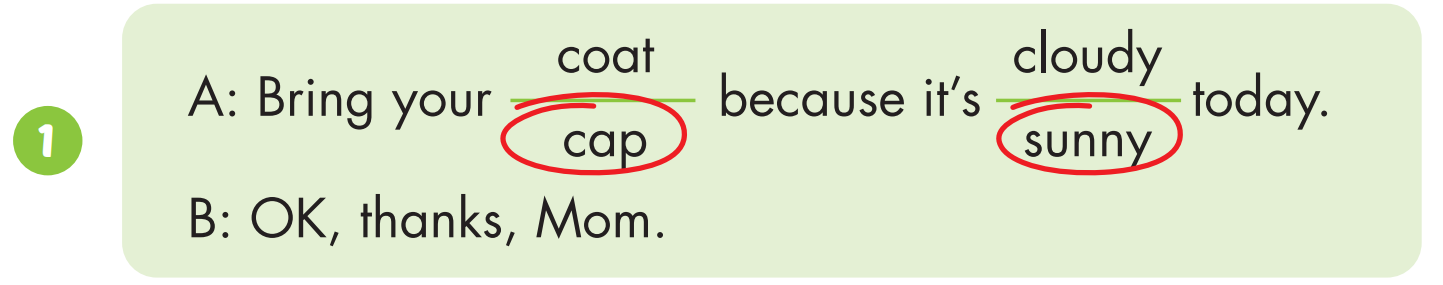 1
A: Bring your coat / cap because it's cloudy / sunny today.
B: OK, thanks, Mom.